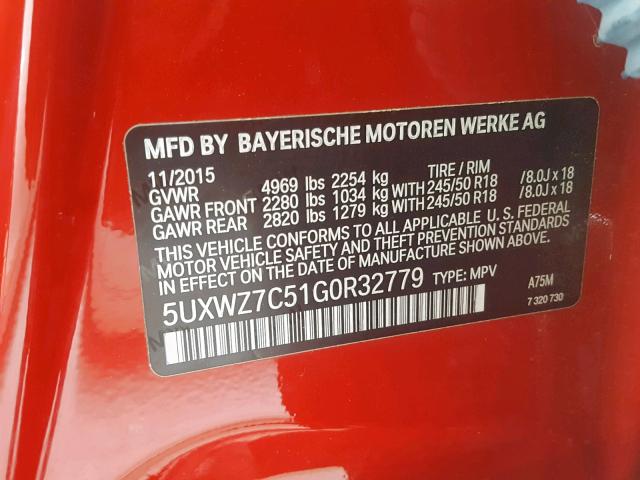 MFD BY BAYERISCHE MOTOREN WERKE AG
11/2015 TIRE / RIM
GVWR 4969 lbs 2254 kg
GAWR FRONT 2280 lbs 1034 kg WITH 245/50 R18 /8.0J x 18
GAWR REAR 2820 lbs 1279 kg WITH 245/50 R18 /8.0J x 18
THIS VEHICLE CONFORMS TO ALL APPLICABLE U. S. FEDERAL
MOTOR VEHICLE SAFETY AND THEFT PREVENTION STANDARDS
IN EFFECT ON THE DATE OF MANUFACTURE SHOWN ABOVE.
5UXWZ7C51G0R32779 TYPE: MPV A75M
7 320 730